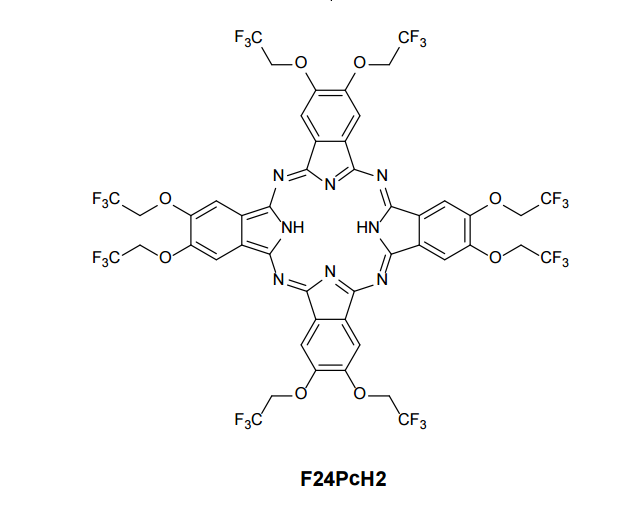 F3C CF3
O O
N N N
F3C O O CF3
NH HN
F3C O O CF3
N N N
O O
F3C CF3
F24PcH2